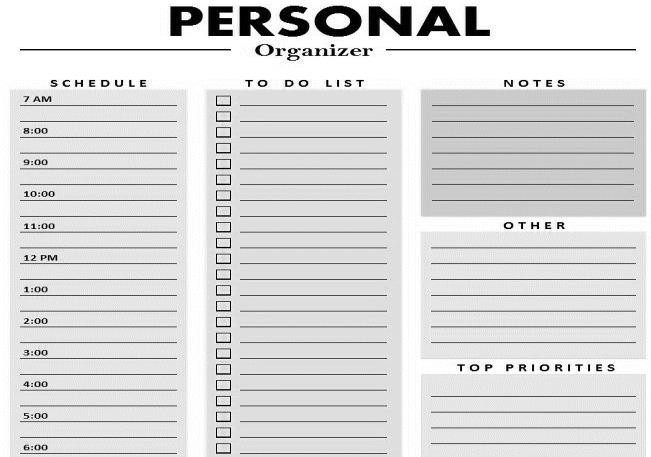 PERSONAL
Organizer
SCHEDULE
7 AM
8:00
9:00
10:00
11:00
12 PM
1:00
2:00
3:00
4:00
5:00
6:00
TO DO LIST
NOTES
OTHER
TOP PRIORITIES